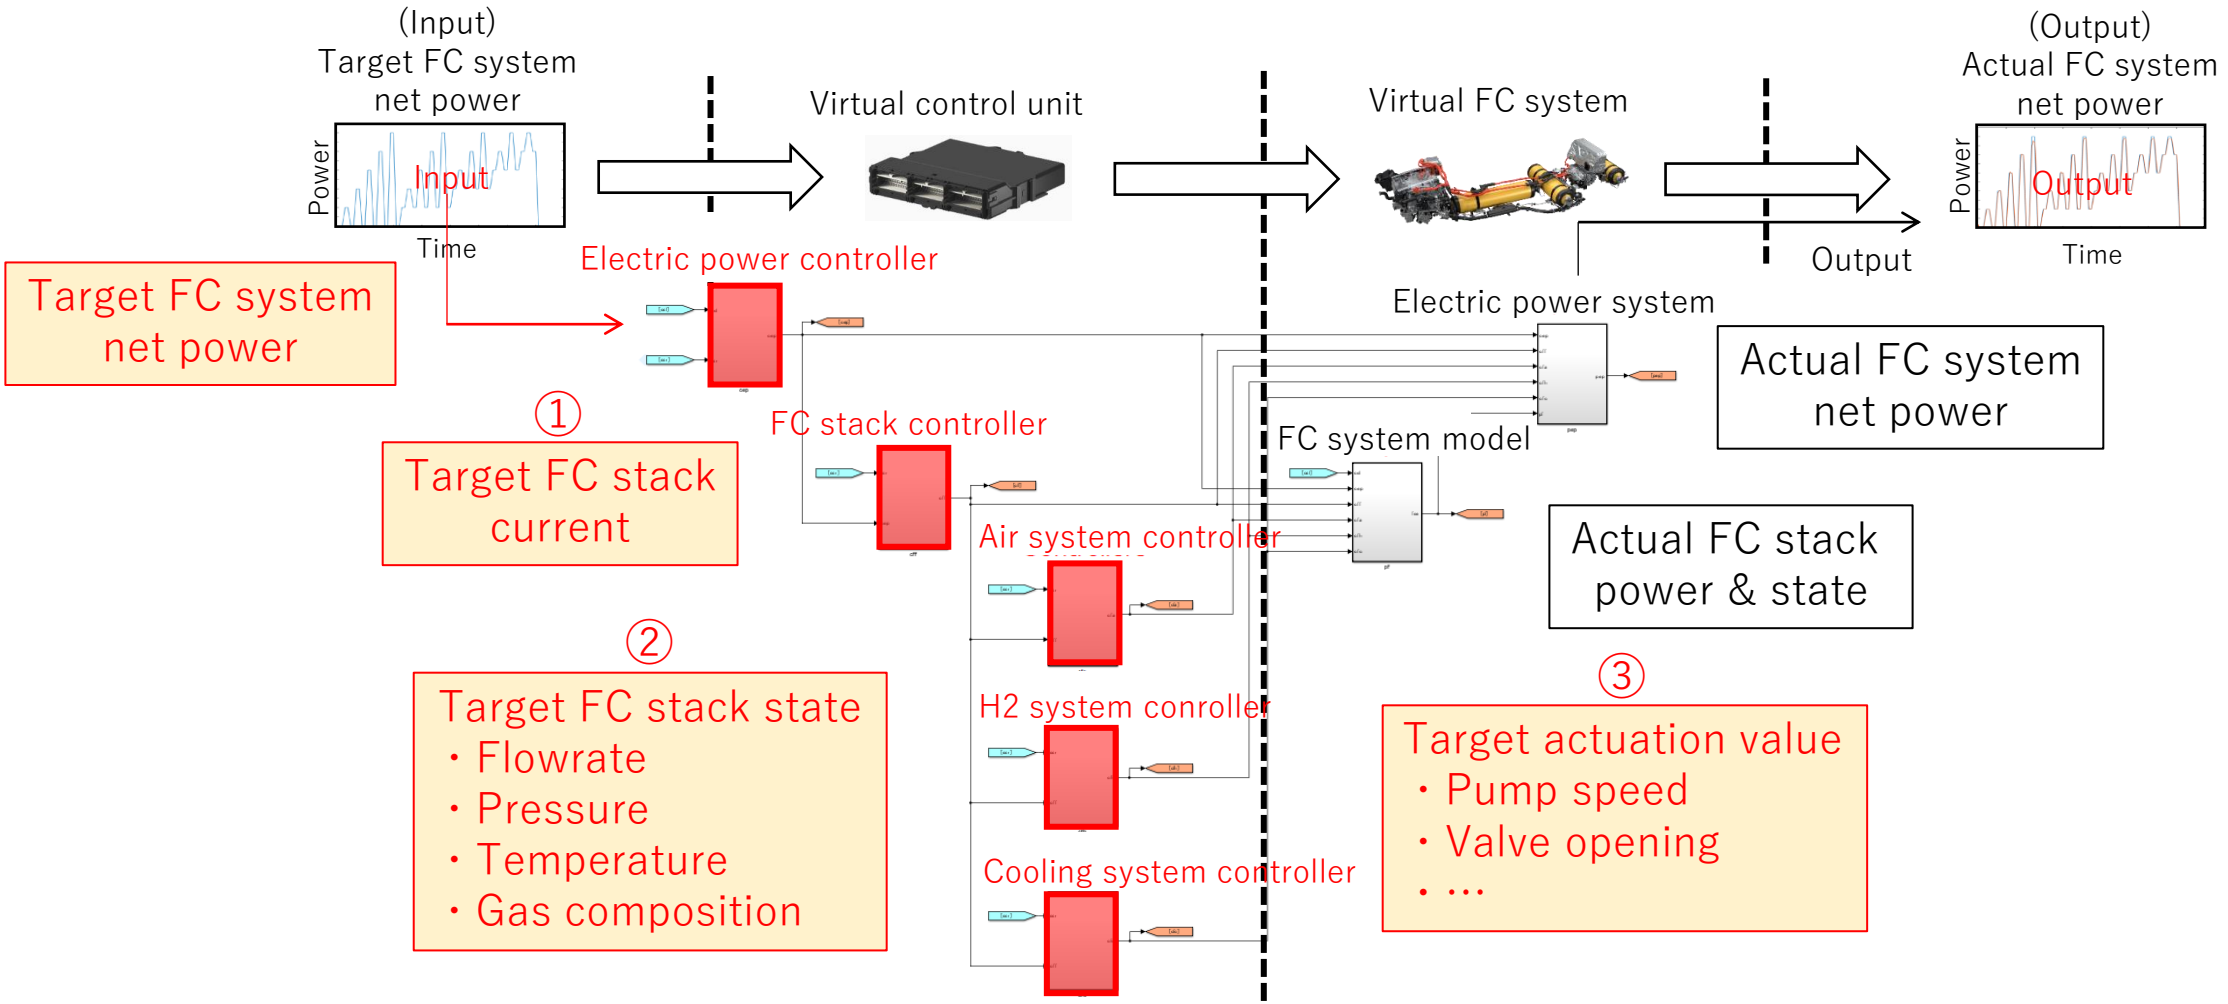 (Input)
Target FC system
net power
Power
Input
Time
Virtual control unit
Virtual FC system
(Output)
Actual FC system
net power
Power
Output
Time
Output
Electric power controller
Target FC system
net power
Electric power system
Actual FC system
net power
①
Target FC stack
current
FC stack controller
FC system model
Air system controller
Actual FC stack
power & state
②
Target FC stack state
・Flowrate
・Pressure
・Temperature
・Gas composition
H2 system conroller
③
Target actuation value
・Pump speed
・Valve opening
・…
Cooling system controller